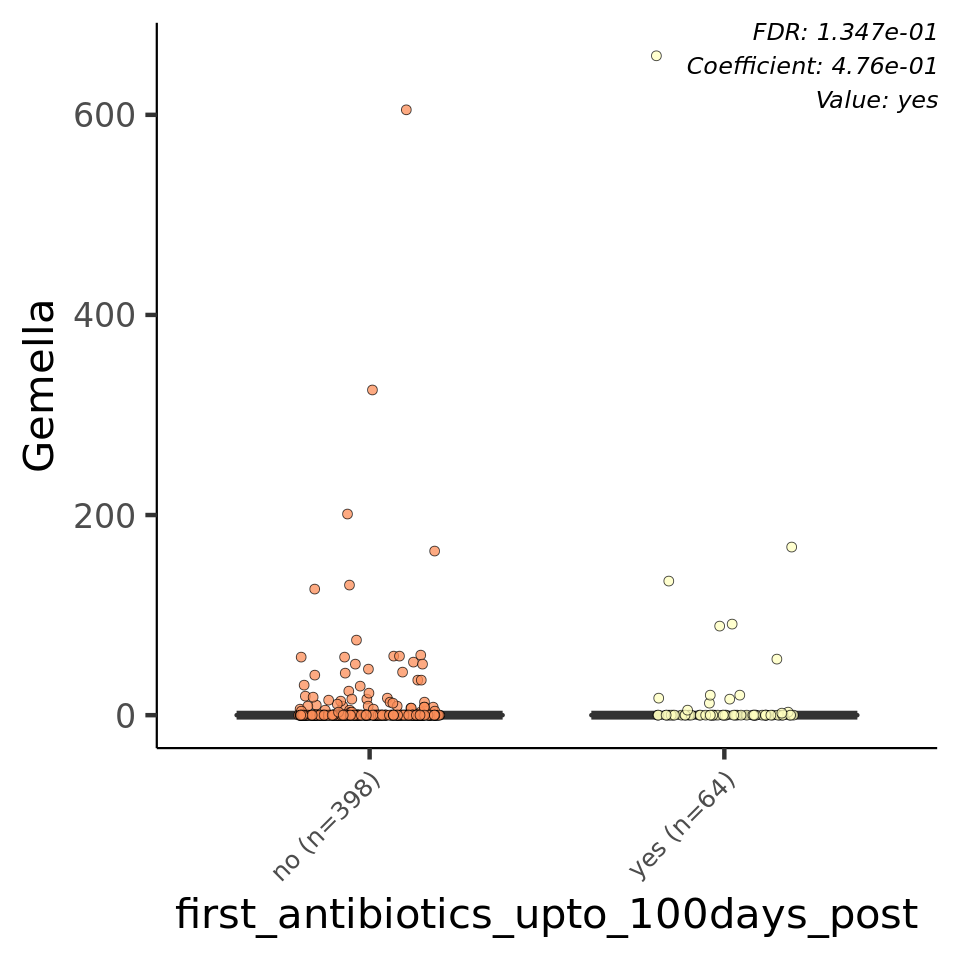 FDR: 1.347e-01
Coefficient: 4.76e-01
Value: yes
600
400
200
0
Gemella
no (n=398)
yes (n=64)
first_antibiotics_upto_100days_post